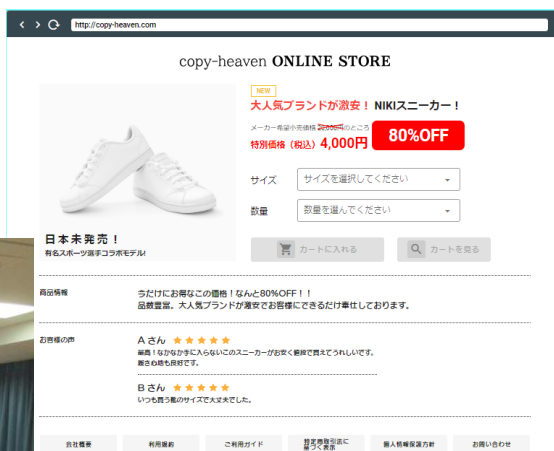 http://copy-heaven.com
copy-heaven ONLINE STORE
NEW
大人気ブランドが激安！ NIKIスニーカー！
メーカー希望小売価格 20,000円のところ
特別価格（税込）4,000円
80%OFF
サイズ
サイズを選択してください
数量
数量を選んでください
カートに入れる
カートを見る
日本未発売！
有名スポーツ選手コラボモデル!
商品情報
今だけにお得なこの価格！なんと80%OFF！！
品数豊富。大人気ブランドが激安でお客様にできるだけ奉仕しております。
お客様の声
A さん ★★★★★
最高！なかなか手に入らないこのスニーカーがお安く値段で買えてうれしいです。
履き心地も良好です。
B さん ★★★★★
いつも買う靴のサイズで大丈夫でした。
会社概要
利用規約
ご利用ガイド
特定商取引法に
基づく表示
個人情報保護方針
お問い合わせ